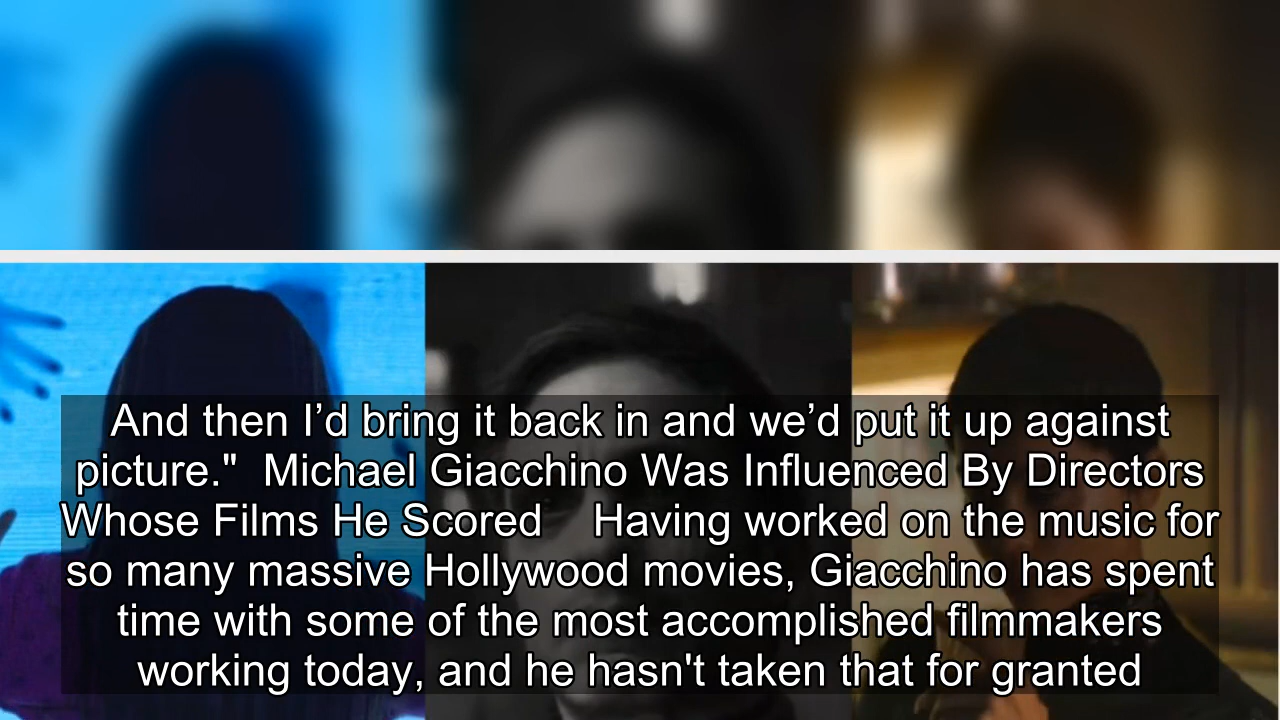 And then I’d bring it back in and we’d put it up against
picture."  Michael Giacchino Was Influenced By Directors
Whose Films He Scored    Having worked on the music for
so many massive Hollywood movies, Giacchino has spent
time with some of the most accomplished filmmakers
working today, and he hasn't taken that for granted